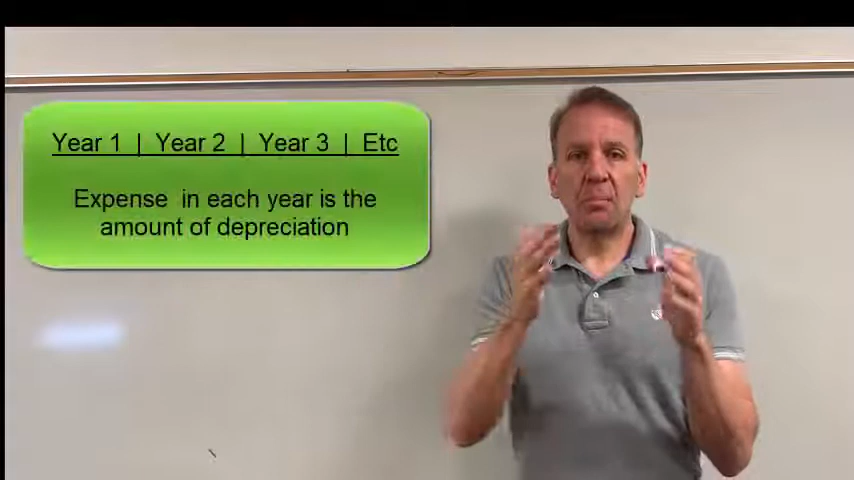 Year 1 | Year 2 | Year 3 | Etc
Expense in each year is the
amount of depreciation